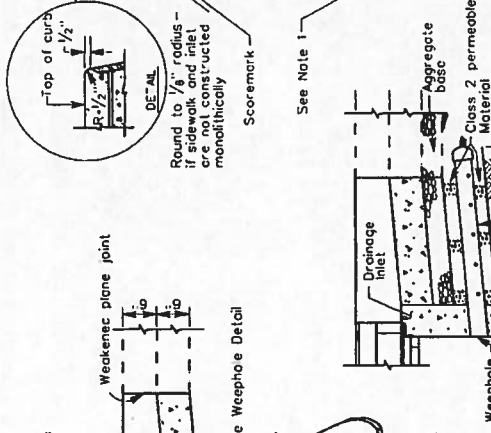 Top of curb
1/2"
R-1/2"
DETAIL
Round to 1/8" radius -
if sidewalk and inlet
are not constructed
monolithically
Scoremark
See Note 1
Weakenec plane joint
e Weephole Detail
Drainage
Inlet
Aggregate
base
Class 2 permeable
Material
Weephole